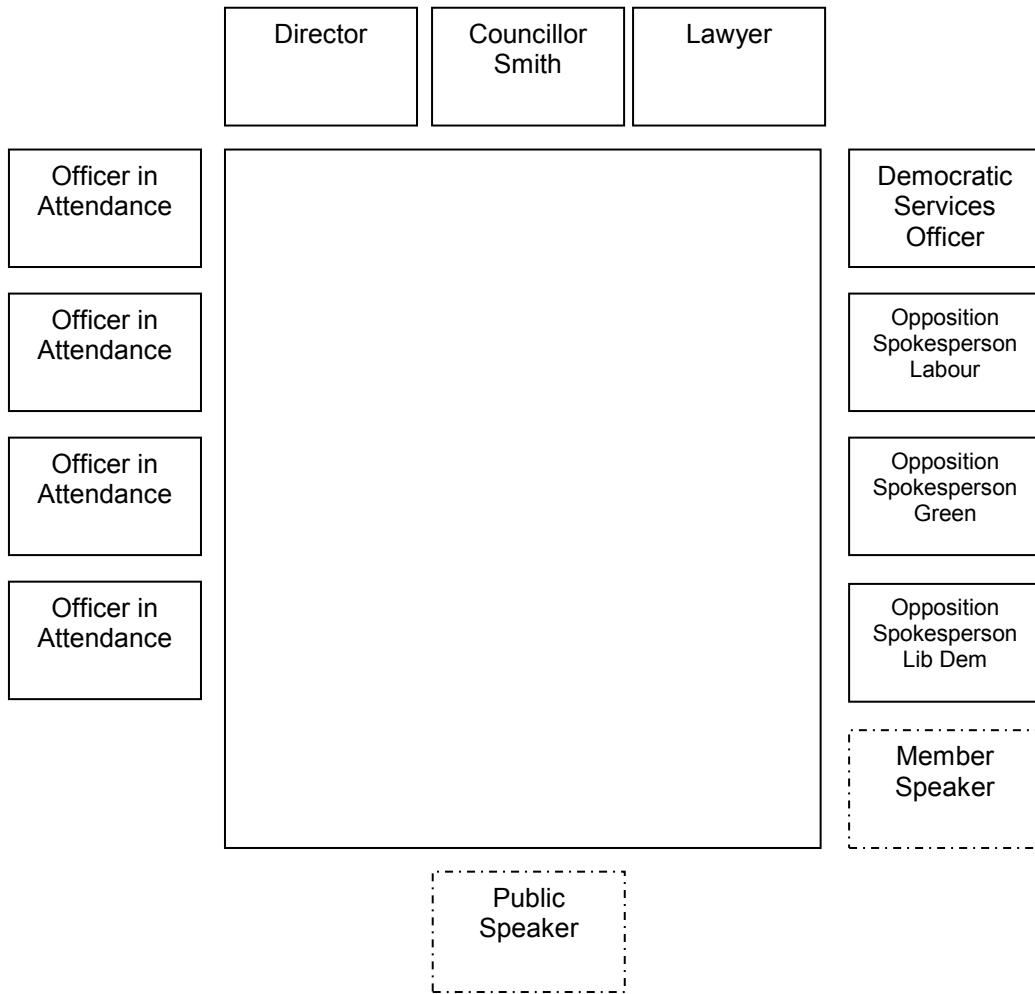 Director
Councillor
Smith
Lawyer
Officer in
Attendance
Democratic
Services
Officer
Officer in
Attendance
Opposition
Spokesperson
Labour
Officer in
Attendance
Opposition
Spokesperson
Green
Officer in
Attendance
Opposition
Spokesperson
Lib Dem
Member
Speaker
Public
Speaker